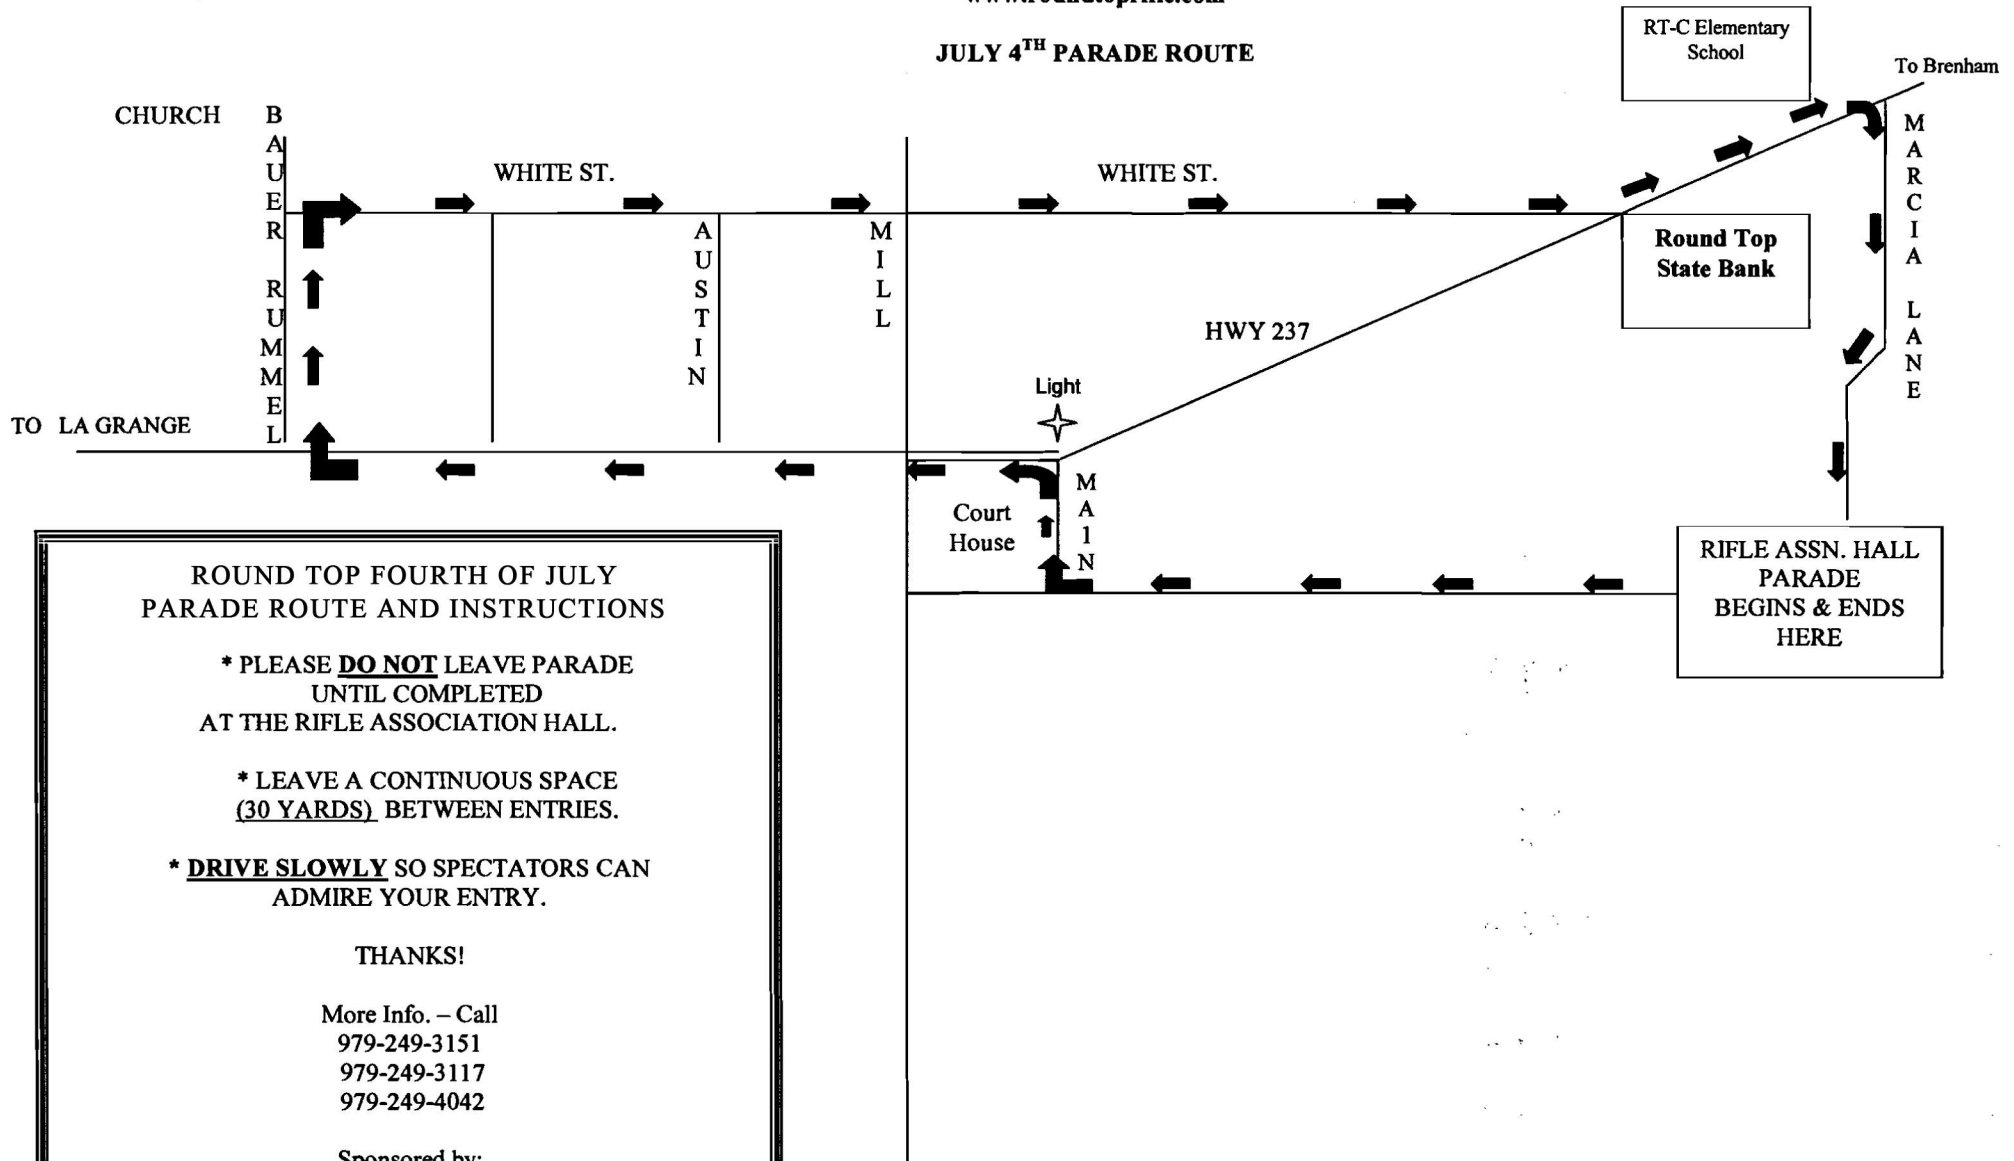 www.roundtoprifle.com
JULY 4TH PARADE ROUTE
RT-C Elementary
School
To Brenham
CHURCH
BAUER RUMMEL
WHITE ST.
WHITE ST.
MARCIA LANE
AUSTIN
MILL
Round Top
State Bank
HWY 237
Light
TO LA GRANGE
MA1N
Court
House
RIFLE ASSN. HALL
PARADE
BEGINS & ENDS
HERE
ROUND TOP FOURTH OF JULY
PARADE ROUTE AND INSTRUCTIONS
* PLEASE DO NOT LEAVE PARADE
UNTIL COMPLETED
AT THE RIFLE ASSOCIATION HALL.
* LEAVE A CONTINUOUS SPACE
(30 YARDS) BETWEEN ENTRIES.
* DRIVE SLOWLY SO SPECTATORS CAN
ADMIRE YOUR ENTRY.
THANKS!
More Info. – Call
979-249-3151
979-249-3117
979-249-4042
Sponsored by: